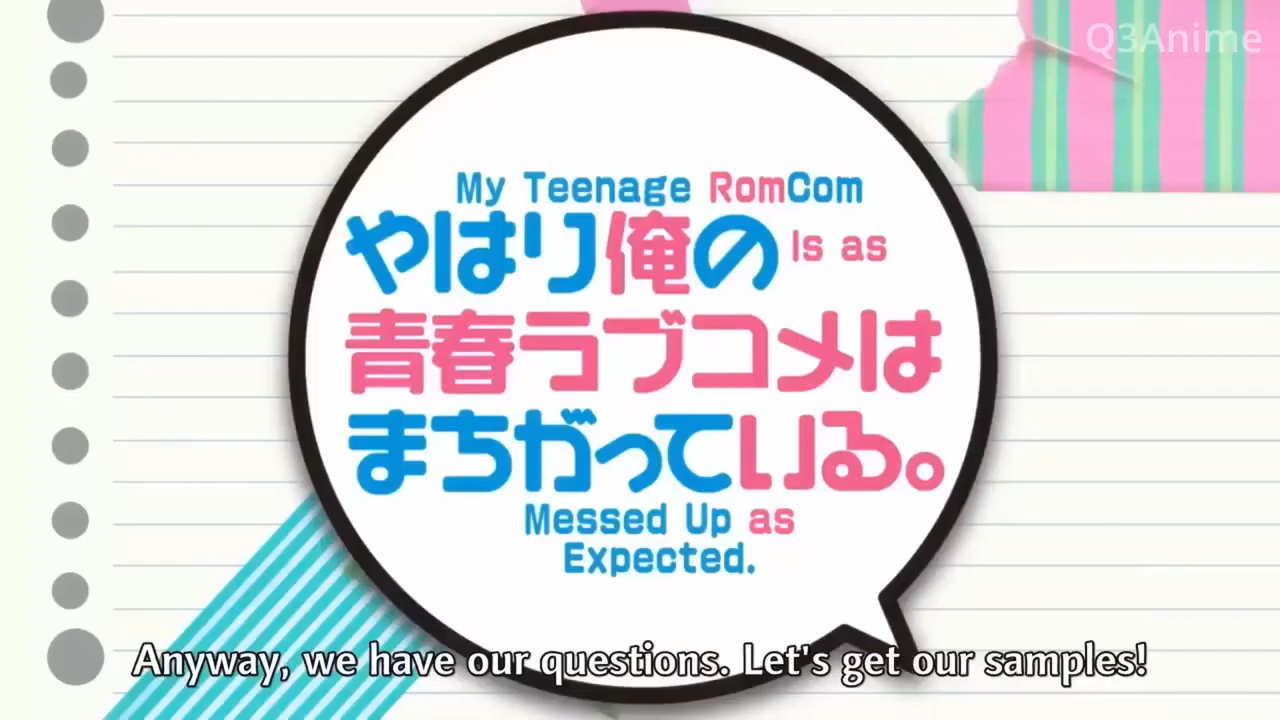 Q3Anime
My Teenage RomCom
やはり俺の Is as
青春ラブコメは
まちがっている。
Messed Up as
Expected.
Anyway, we have our questions. Let's get our samples!